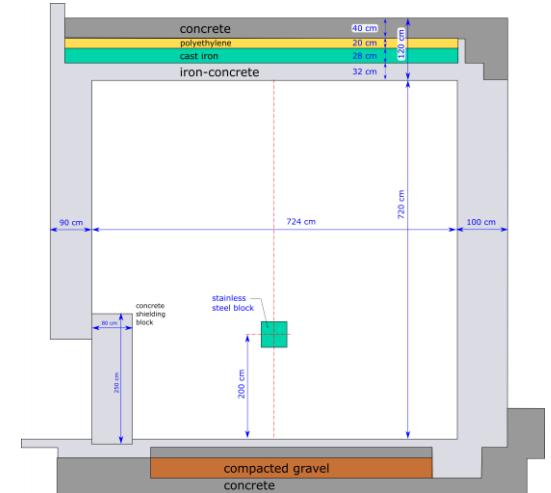 concrete
40 cm
polyethylene
20 cm
120 cm
cast iron
28 cm
iron-concrete
32 cm
90 cm
724 cm
720 cm
100 cm
stainless
steel block
concrete
shielding
block
80 cm
250 cm
200 cm
compacted gravel
concrete